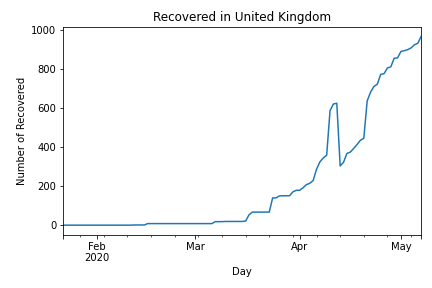 Recovered in United Kingdom
Number of Recovered
1000
800
600
400
200
0
Feb
2020
Mar
Apr
May
Day